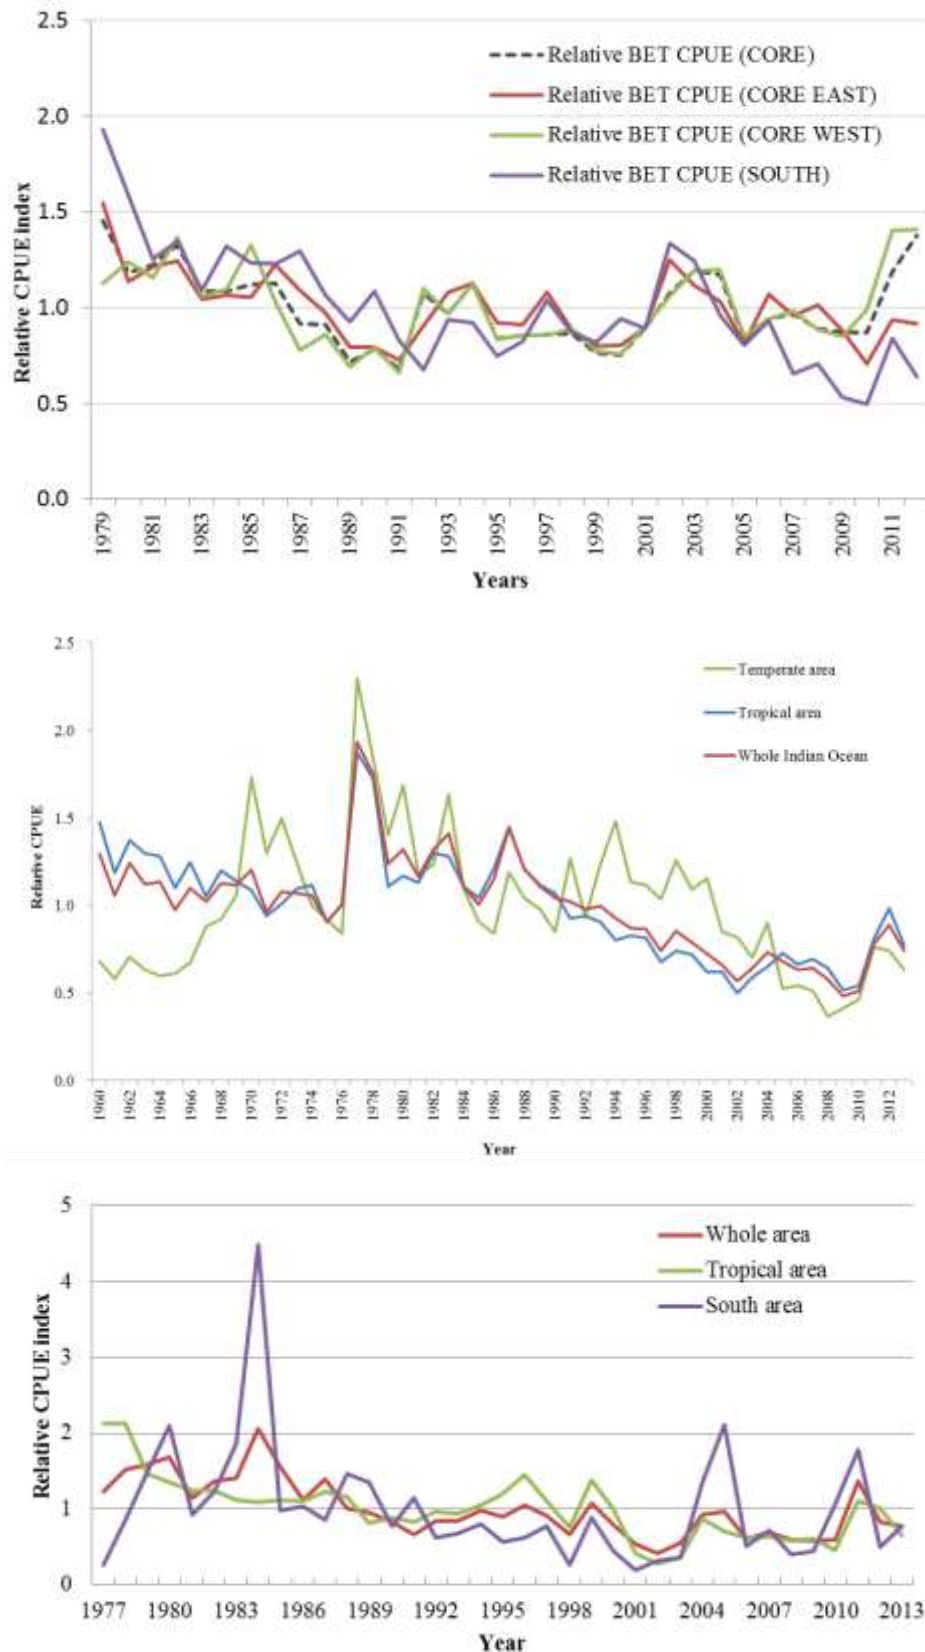 2.5
Relative BET CPUE (CORE)
Relative BET CPUE (CORE EAST)
2.0
Relative BET CPUE (CORE WEST)
Relative BET CPUE (SOUTH)
1.5
1.0
0.5
0.0
Relative CPUE index
1979 1981 1983 1985 1987 1989 1991 1993 1995 1997 1999 2001 2003 2005 2007 2009 2011
Years
2.5
Temperate area
Tropical area
2.0
Whole Indian Ocean
1.5
1.0
0.5
0.0
Relarive CPUE
1960 1962 1964 1966 1968 1970 1972 1974 1976 1978 1980 1982 1984 1986 1988 1990 1992 1994 1996 1998 2000 2002 2004 2006 2008 2010 2012
Year
5
Whole area
Tropical area
4
South area
3
2
1
0
Relative CPUE index
1977 1980 1983 1986 1989 1992 1995 1998 2001 2004 2007 2010 2013
Year